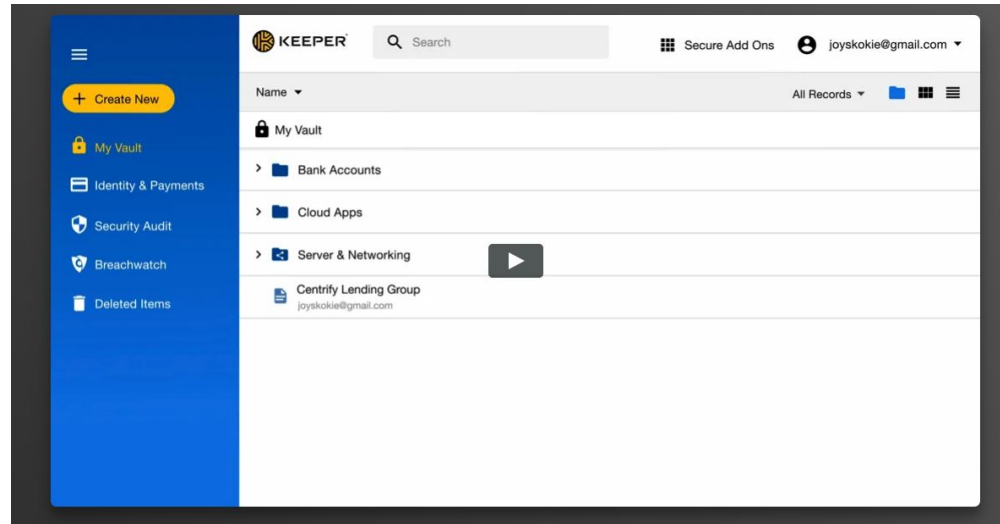 KEEPER
Search
Secure Add Ons
joyskokie@gmail.com
Create New
Name
All Records
My Vault
My Vault
Identity & Payments
Security Audit
Breachwatch
Deleted Items
Bank Accounts
Cloud Apps
Server & Networking
Centrify Lending Group
joyskokie@gmail.com